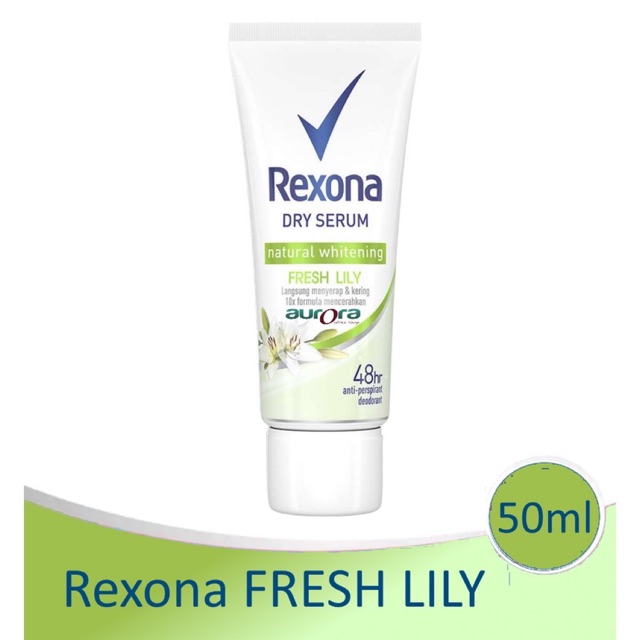 Rexona
DRY SERUM
natural whitening
FRESH LILY
Langsung menyerap & kering
10x formula mencerahkan
aurora
48hr
anti-perspirant
deodorant
50ml
Rexona FRESH LILY